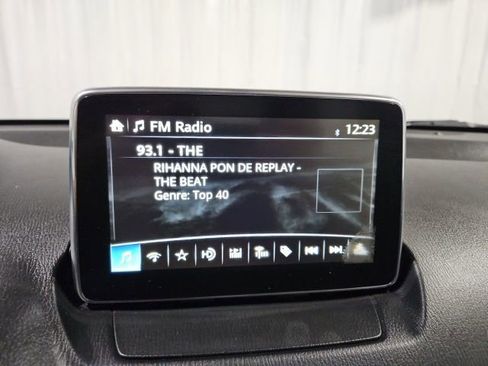 FM Radio
12:23
93.1 - THE
RIHANNA PON DE REPLAY -
THE BEAT
Genre: Top 40